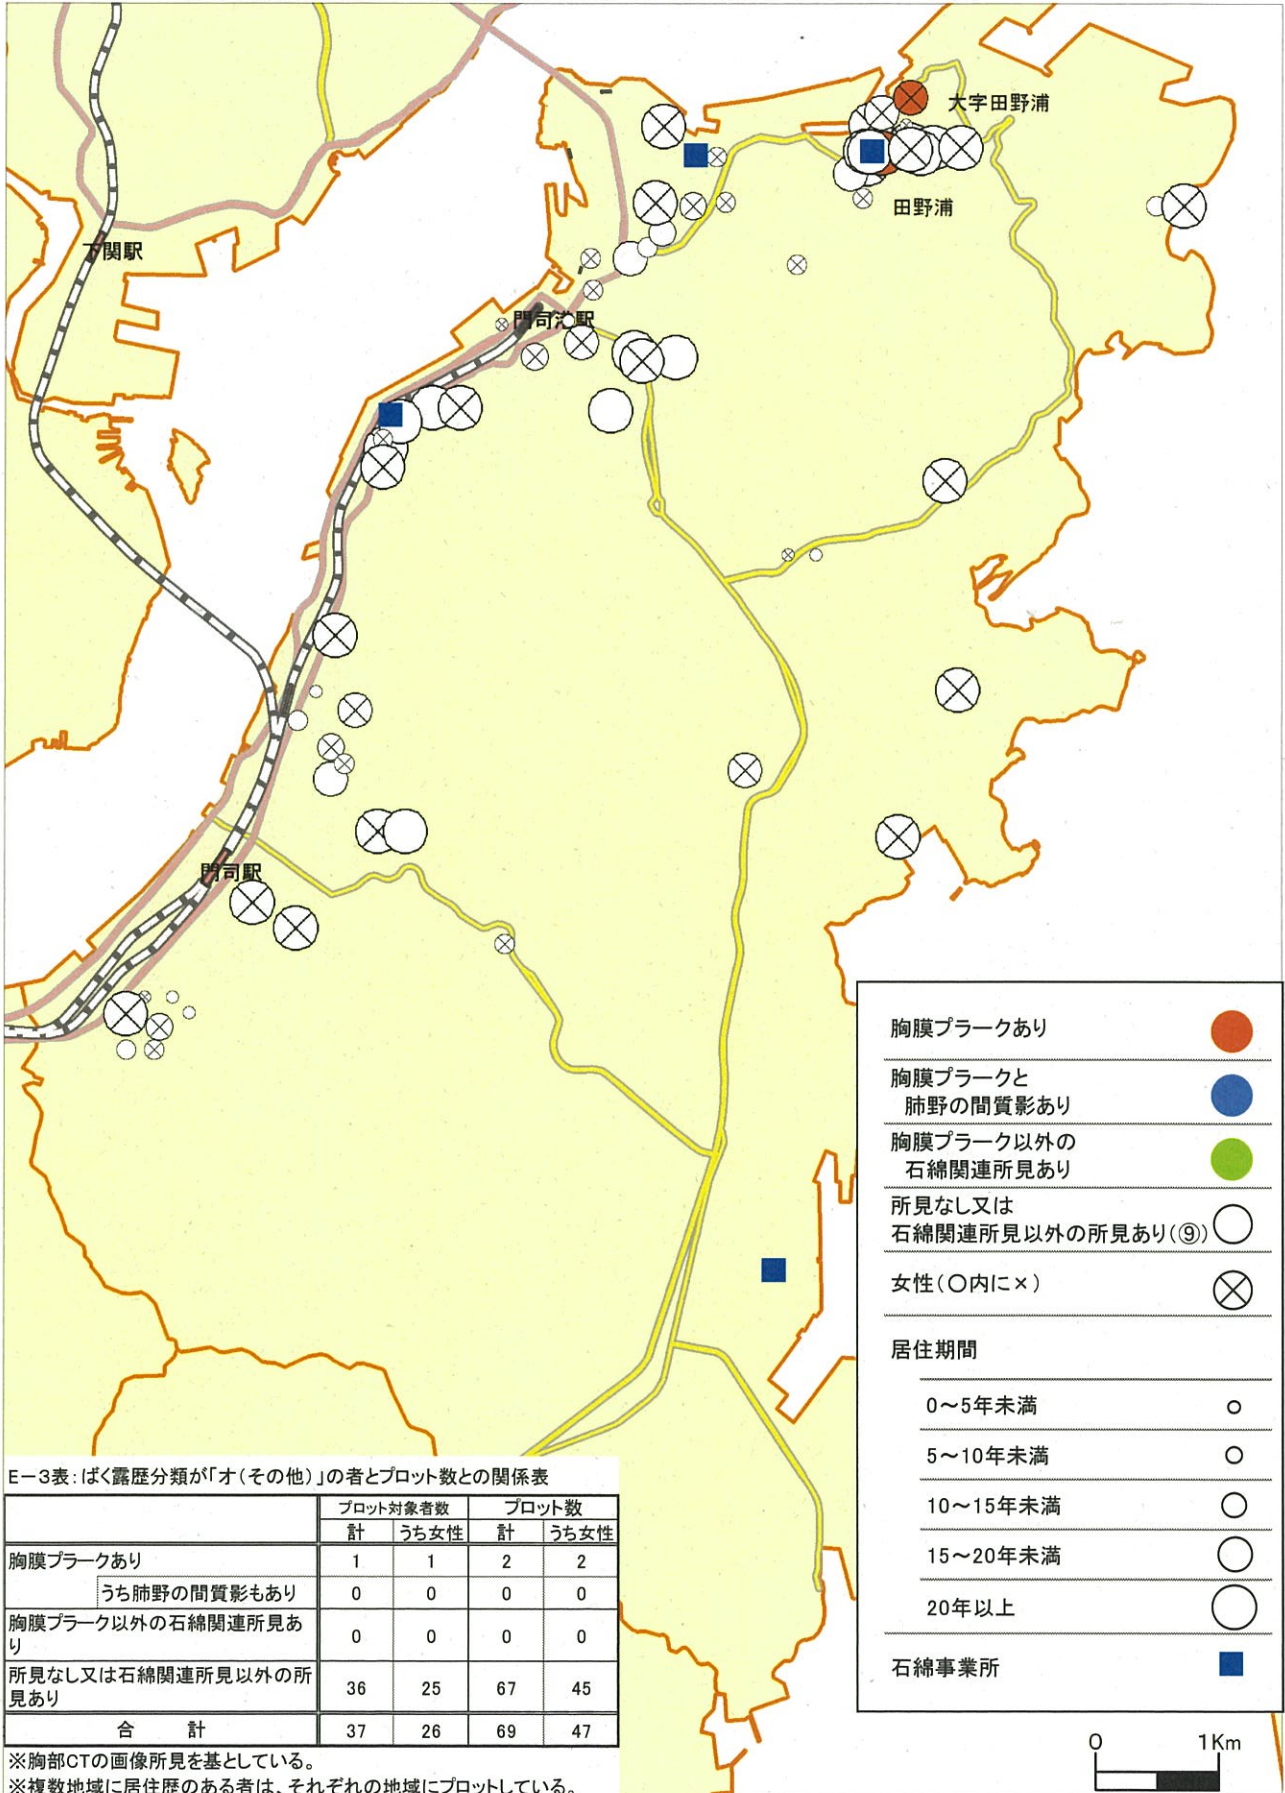 大字田野浦
田野浦
下関駅
門司港駅
門司駅
胸膜プラークあり
胸膜プラークと
肺野の間質影あり
胸膜プラーク以外の
石綿関連所見あり
所見なし又は
石綿関連所見以外の所見あり(⑨)
女性(○内に×)
居住期間
0～5年未満
5～10年未満
10～15年未満
15～20年未満
20年以上
石綿事業所
0 1Km
E－3表:ばく露歴分類が「オ(その他)」の者とプロット数との関係表
プロット対象者数 プロット数
計 うち女性 計 うち女性
胸膜プラークあり 1 1 2 2
うち肺野の間質影もあり 0 0 0 0
胸膜プラーク以外の石綿関連所見あ
り 0 0 0 0
所見なし又は石綿関連所見以外の所
見あり 36 25 67 45
合 計 37 26 69 47
※胸部CTの画像所見を基としている。
※複数地域に居住歴のある者は、それぞれの地域にプロットしている。